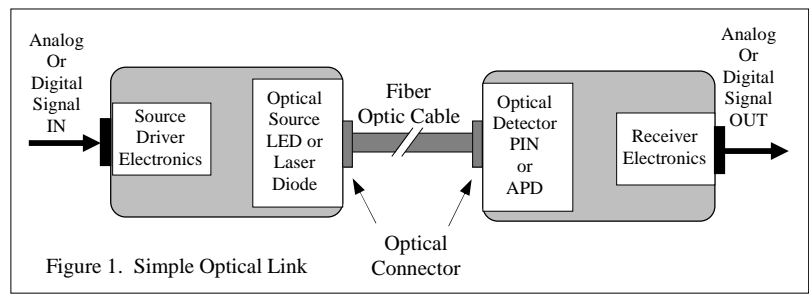 Analog
Or
Digital
Signal
IN
Source
Driver
Electronics
Optical
Source
LED or
Laser
Diode
Fiber
Optic Cable
Optical
Detector
PIN
or
APD
Receiver
Electronics
Analog
Or
Digital
Signal
OUT
Optical
Connector
Figure 1. Simple Optical Link